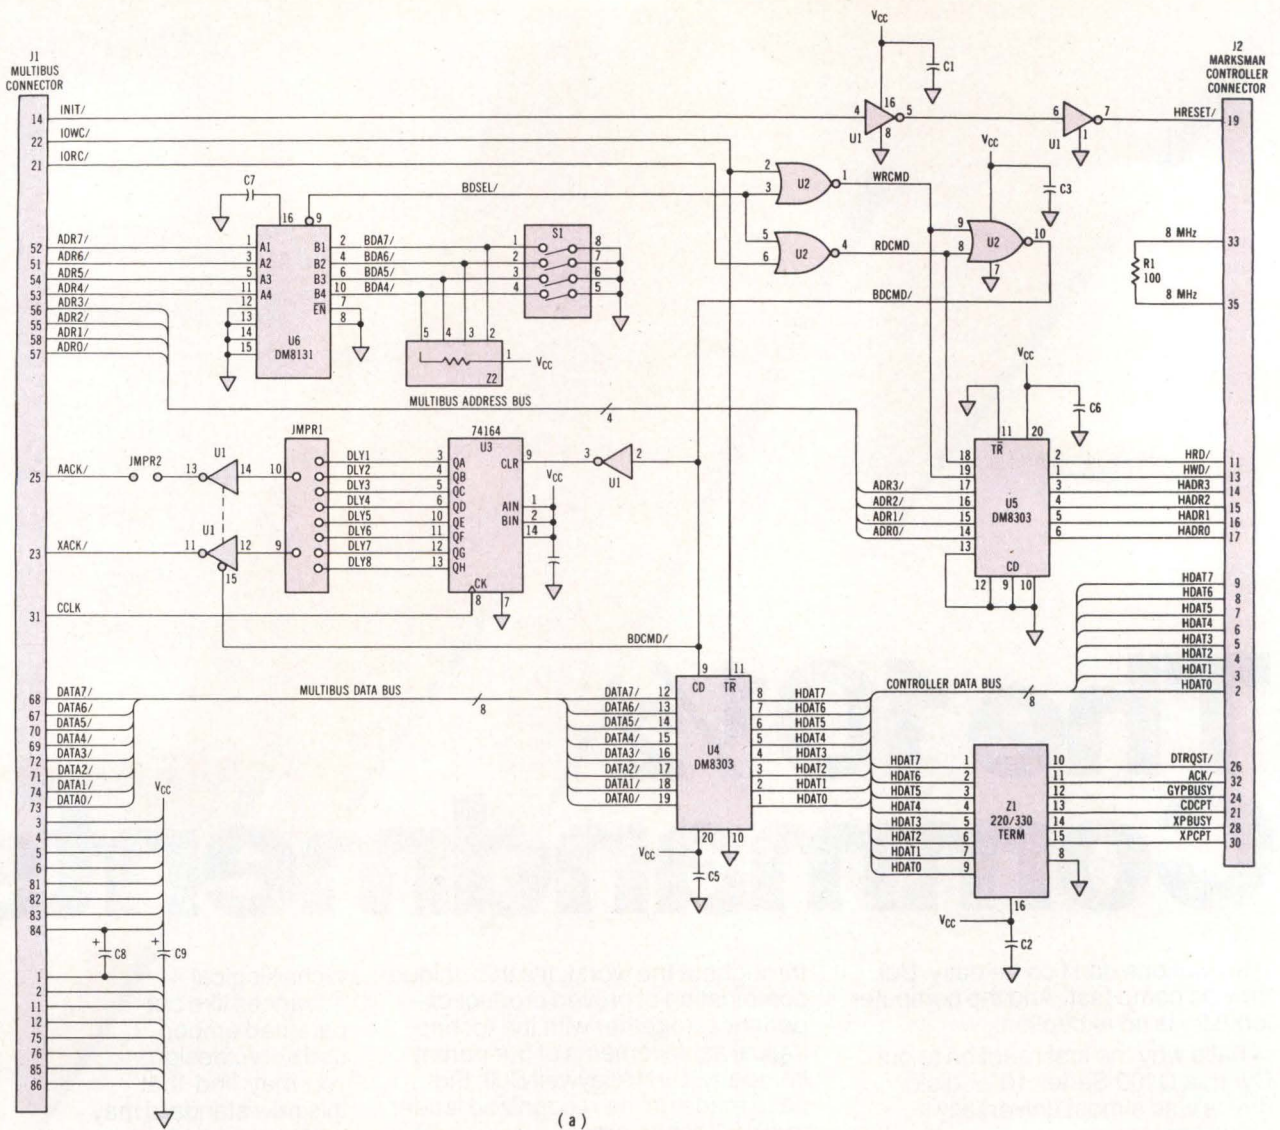 J1
MULTIBUS
CONNECTOR
J2
MARKSMAN
CONTROLLER
CONNECTOR
VCC
C1
14 INIT/
22 IOWC/
21 IORC/
4 16 5
U1 8
6 7
U1 1
HRESET/ 19
VCC
C3
C7
BDSEL/
2
3 U2 1 WRCMD
5
6 U2 4 RDCMD
9
8 U2 10
7
BDCMD/
8 MHz 33
R1
100
8 MHz 35
16 9
52 ADR7/ 1 A1 B1 2 BDA7/
51 ADR6/ 3 A2 B2 4 BDA6/
54 ADR5/ 5 A3 B3 6 BDA5/
53 ADR4/ 11 A4 B4 10 BDA4/
56 ADR3/ 12 EN 7
55 ADR2/ 13 8
58 ADR1/ 14
57 ADR0/ 15
U6
DM8131
S1
1 8
2 7
3 6
4 5
5 4 3 2
1 VCC
Z2
MULTIBUS ADDRESS BUS
4
VCC
C6
11 20
TR
18 2 HRD/ 11
19 1 HWD/ 13
ADR3/ 17 3 HADR3 14
ADR2/ 16 4 HADR2 15
ADR1/ 15 5 HADR1 16
ADR0/ 14 6 HADR0 17
13
U5
DM8303
CD
12 9 10
25 AACK/ JMPR2 13 U1 14 10
JMPR1
74164
U3
DLY1 3 QA CLR 9
DLY2 4 QB
DLY3 5 QC
DLY4 6 QD AIN 1
DLY5 10 QE BIN 2
DLY6 11 QF 14
DLY7 12 QG
DLY8 13 QH
CK
8 7
3 2
U1
VCC
23 XACK/ 11 U1 12 9
15
31 CCLK
BDCMD/
MULTIBUS DATA BUS
8
68 DATA7/
67 DATA6/
70 DATA5/
69 DATA4/
72 DATA3/
71 DATA2/
74 DATA1/
73 DATA0/
9 11
CD TR
DATA7/ 12 8 HDAT7
DATA6/ 13 7 HDAT6
DATA5/ 14 6 HDAT5
DATA4/ 15 5 HDAT4
DATA3/ 16 4 HDAT3
DATA2/ 17 3 HDAT2
DATA1/ 18 2 HDAT1
DATA0/ 19 1 HDAT0
U4
DM8303
20 10
VCC
C5
CONTROLLER DATA BUS
8
HDAT7 9
HDAT6 8
HDAT5 7
HDAT4 6
HDAT3 5
HDAT2 4
HDAT1 3
HDAT0 2
HDAT7 1 10 DTRQST/ 26
HDAT6 2 11 ACK/ 32
HDAT5 3 12 GYPBUSY 24
HDAT4 4 13 CDCPT 21
HDAT3 5 14 XPBUSY 28
HDAT2 6 15 XPCPT 30
HDAT1 7 8
HDAT0 9
Z1
220/330
TERM
16
VCC
C2
VCC
3
4
5
6
81
82
83
84
+ C8
+ C9
1
2
11
12
75
76
85
86
(a)